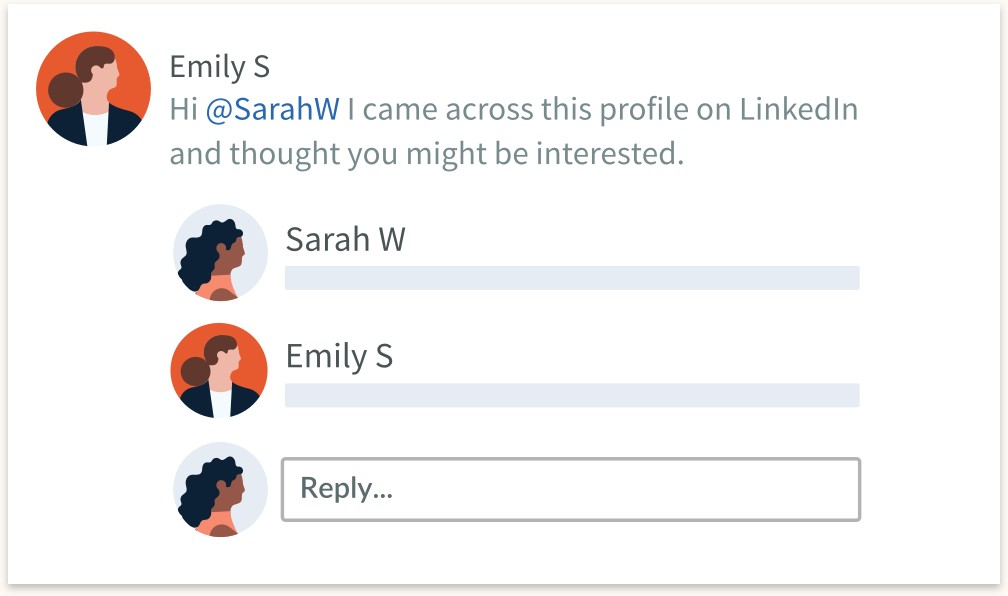 Emily S
Hi @SarahW I came across this profile on LinkedIn
and thought you might be interested.
Sarah W
Emily S
Reply...